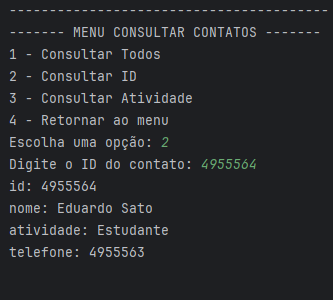 ----------------------------------------
------- MENU CONSULTAR CONTATOS -------
1 - Consultar Todos
2 - Consultar ID
3 - Consultar Atividade
4 - Retornar ao menu
Escolha uma opção: 2
Digite o ID do contato: 4955564
id: 4955564
nome: Eduardo Sato
atividade: Estudante
telefone: 4955563